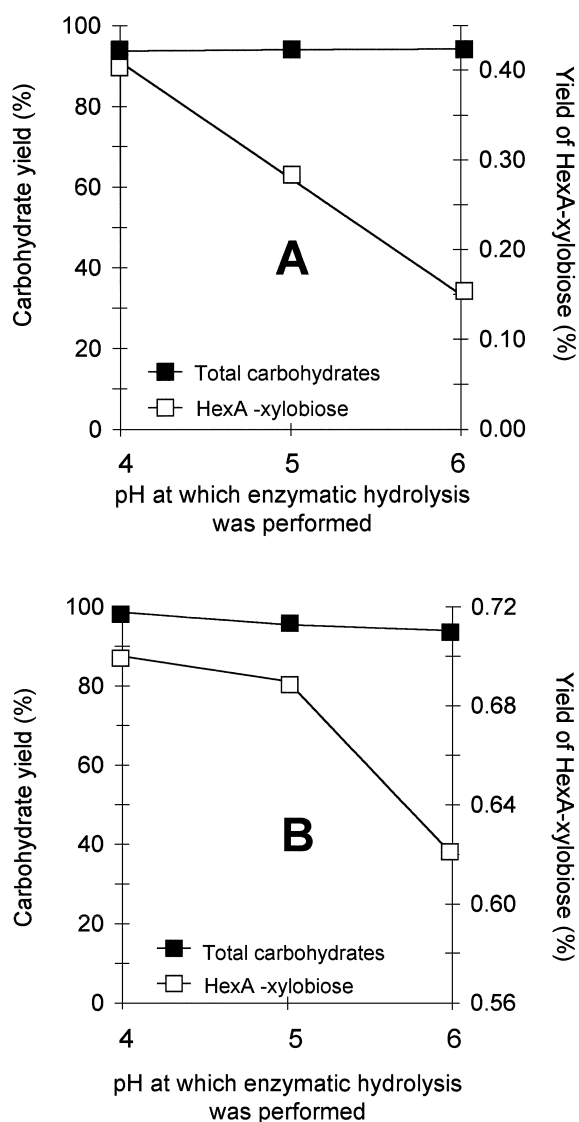 100
80
60
40
20
0
Carbohydrate yield (%)
0.40
0.30
0.20
0.10
0.00
Yield of HexA-xylobiose (%)
A
Total carbohydrates
HexA -xylobiose
4 5 6
pH at which enzymatic hydrolysis
was performed
100
80
60
40
20
0
Carbohydrate yield (%)
0.72
0.68
0.64
0.60
0.56
Yield of HexA-xylobiose (%)
B
Total carbohydrates
HexA -xylobiose
4 5 6
pH at which enzymatic hydrolysis
was performed